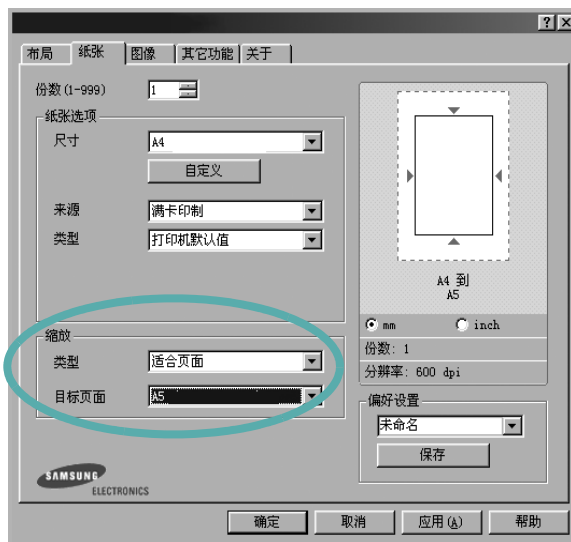 ? ×
布局 纸张 图像 其它功能 关于
份数(1-999) 1
纸张选项
尺寸 A4
自定义
来源 满卡印制
类型 打印机默认值
A4 到
A5
mm inch
份数: 1
分辨率: 600 dpi
缩放
类型 适合页面
目标页面 A5
偏好设置
未命名
保存
SAMSUNG
ELECTRONICS
确定 取消 应用(A) 帮助